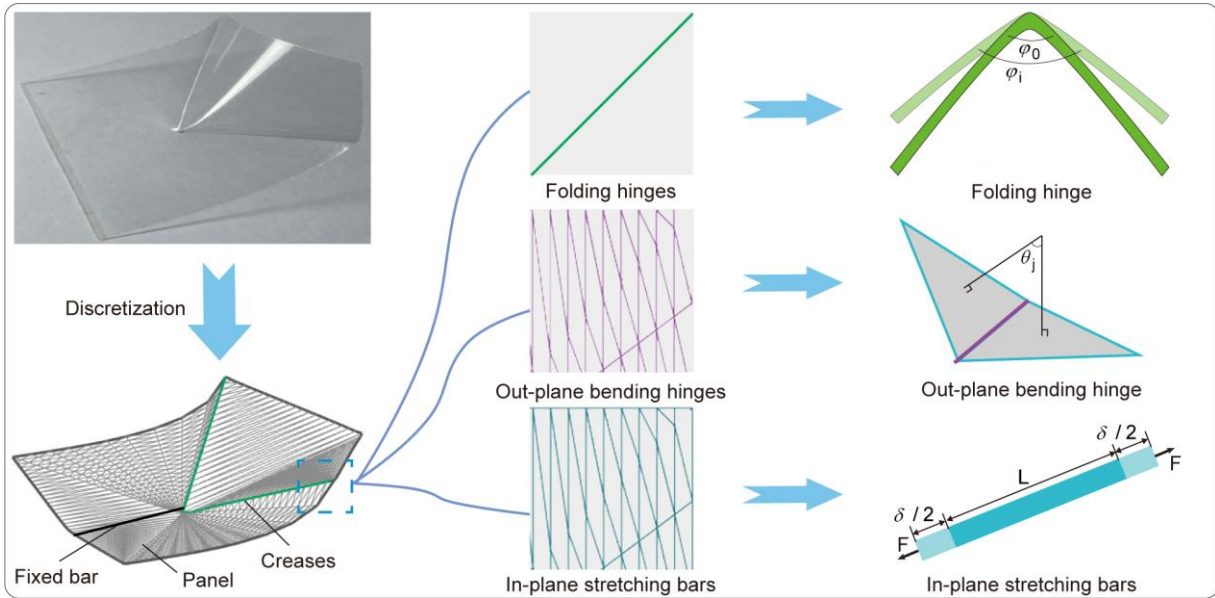 Discretization
Fixed bar
Panel
Creases
Folding hinges
Out-plane bending hinges
In-plane stretching bars
φ0
φi
Folding hinge
θj
Out-plane bending hinge
δ /2
F
L
δ /2
F
In-plane stretching bars